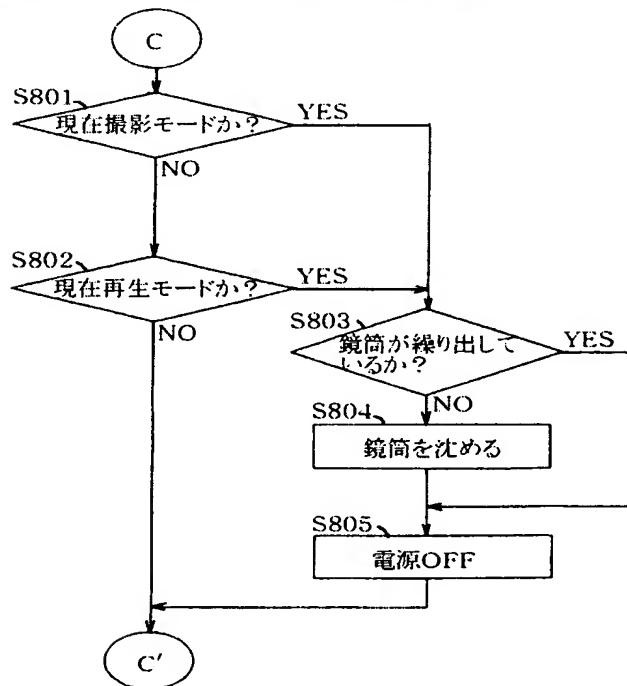 C
S801
現在撮影モードか?
YES
NO
S802
現在再生モードか?
YES
NO
S803
鏡筒が繰り出して
いるか?
YES
NO
S804
鏡筒を沈める
S805
電源OFF
C'